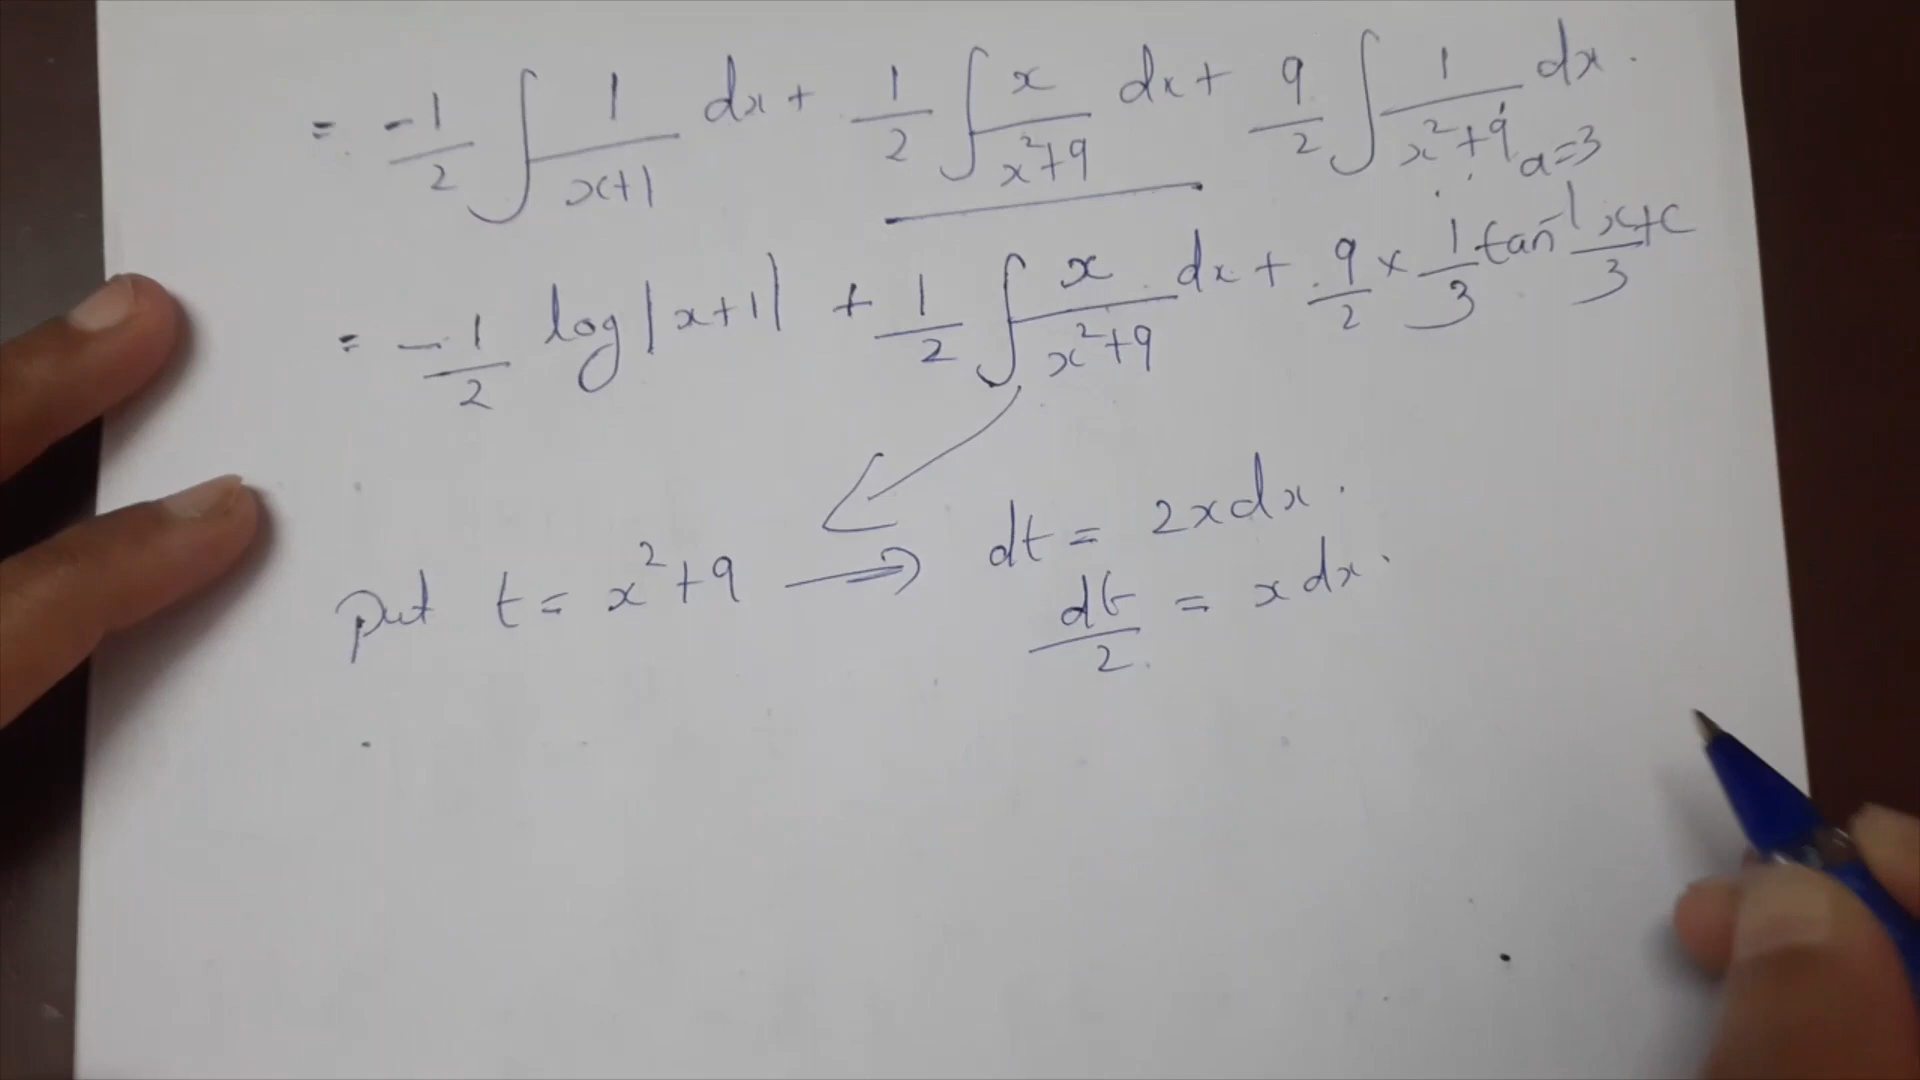 = -1/2 ∫ 1/(x+1) dx + 1/2 ∫ x/(x²+9) dx + 9/2 ∫ 1/(x²+9) dx.
a=3
= -1/2 log|x+1| + 1/2 ∫ x/(x²+9) dx + 9/2 × 1/3 tan⁻¹ x/3 + c
put t = x²+9 ⟶ dt = 2x dx.
dt/2 = x dx.